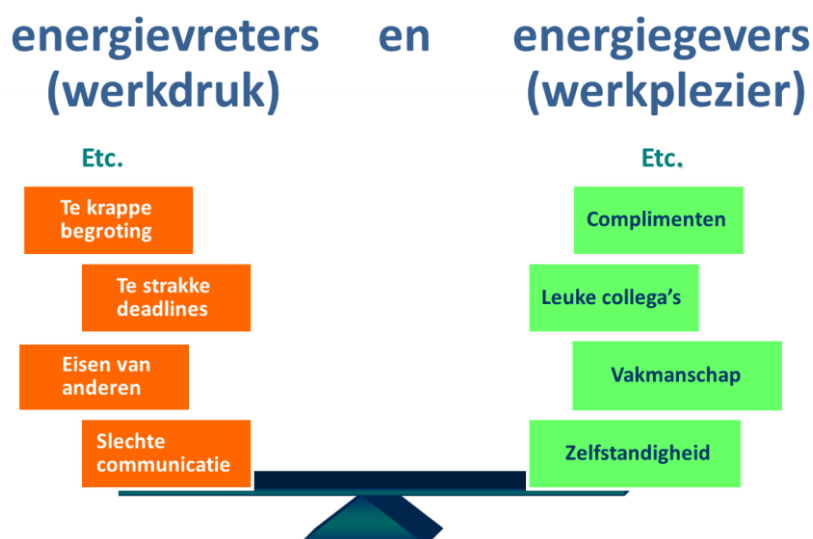 energievreters en energiegevers
(werkdruk) (werkplezier)
Etc.
Te krappe
begroting
Te strakke
deadlines
Eisen van
anderen
Slechte
communicatie
Etc.
Complimenten
Leuke collega's
Vakmanschap
Zelfstandigheid